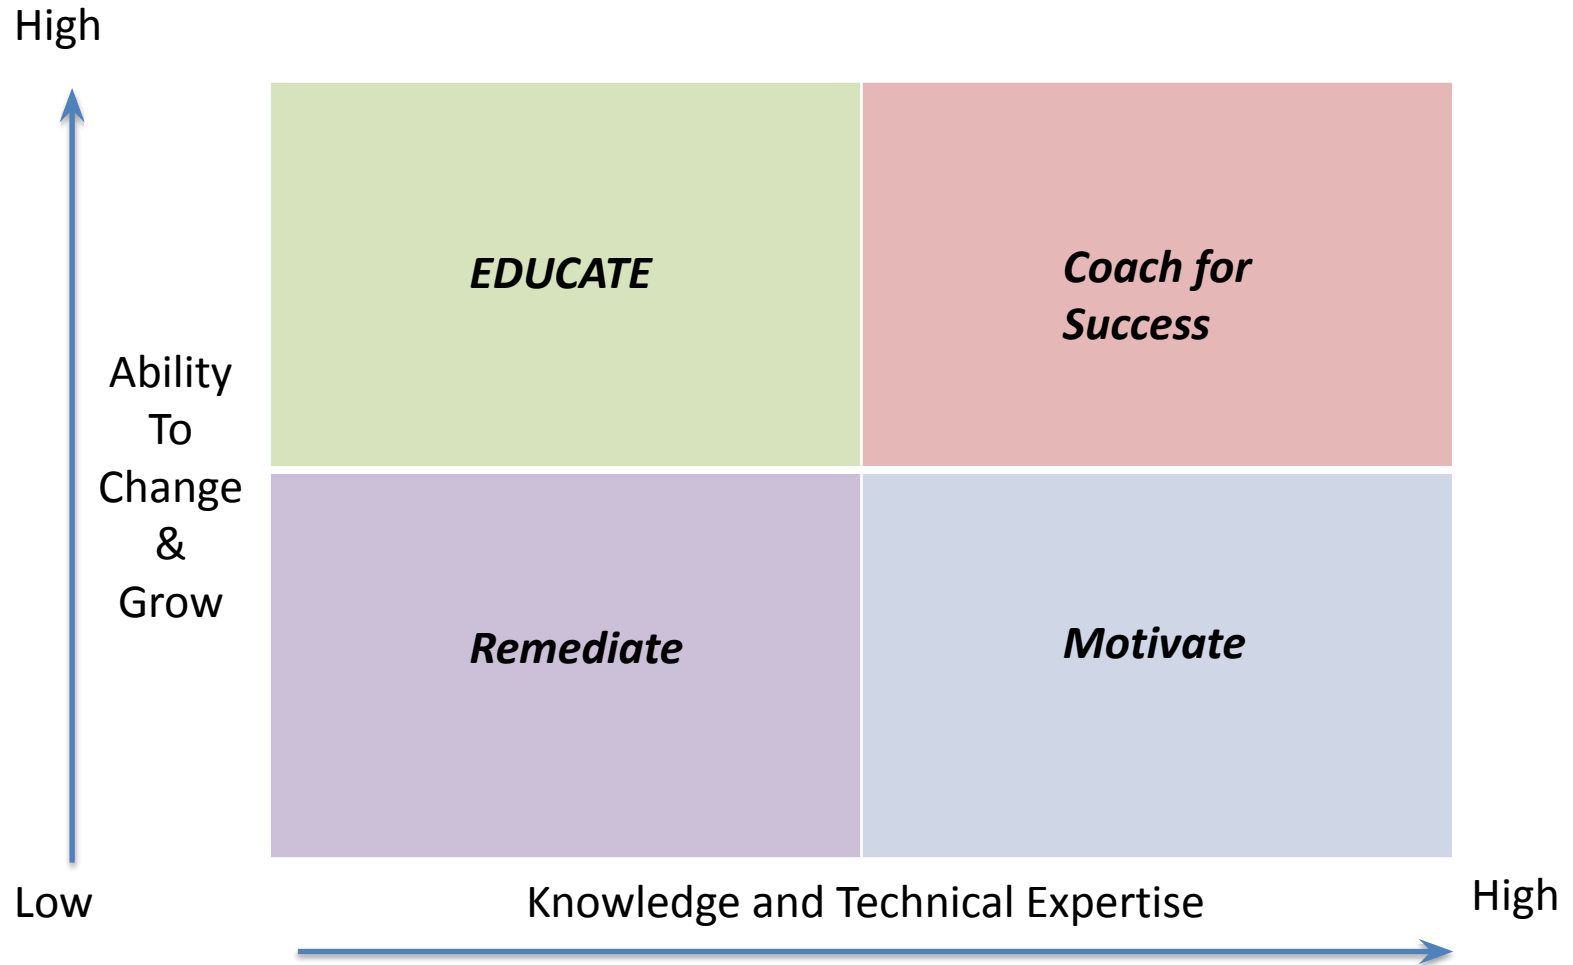 High
EDUCATE
Coach for
Success
Ability
To
Change
&
Grow
Remediate
Motivate
Low
Knowledge and Technical Expertise
High